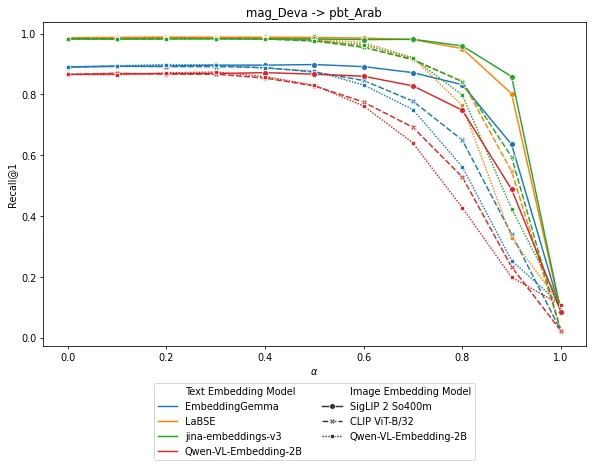 mag_Deva -> pbt_Arab
1.0
0.8
0.6
0.4
0.2
0.0
Recall@1
0.0 0.2 0.4 0.6 0.8 1.0
α
Text Embedding Model Image Embedding Model
EmbeddingGemma SigLIP 2 So400m
LaBSE CLIP ViT-B/32
jina-embeddings-v3 Qwen-VL-Embedding-2B
Qwen-VL-Embedding-2B